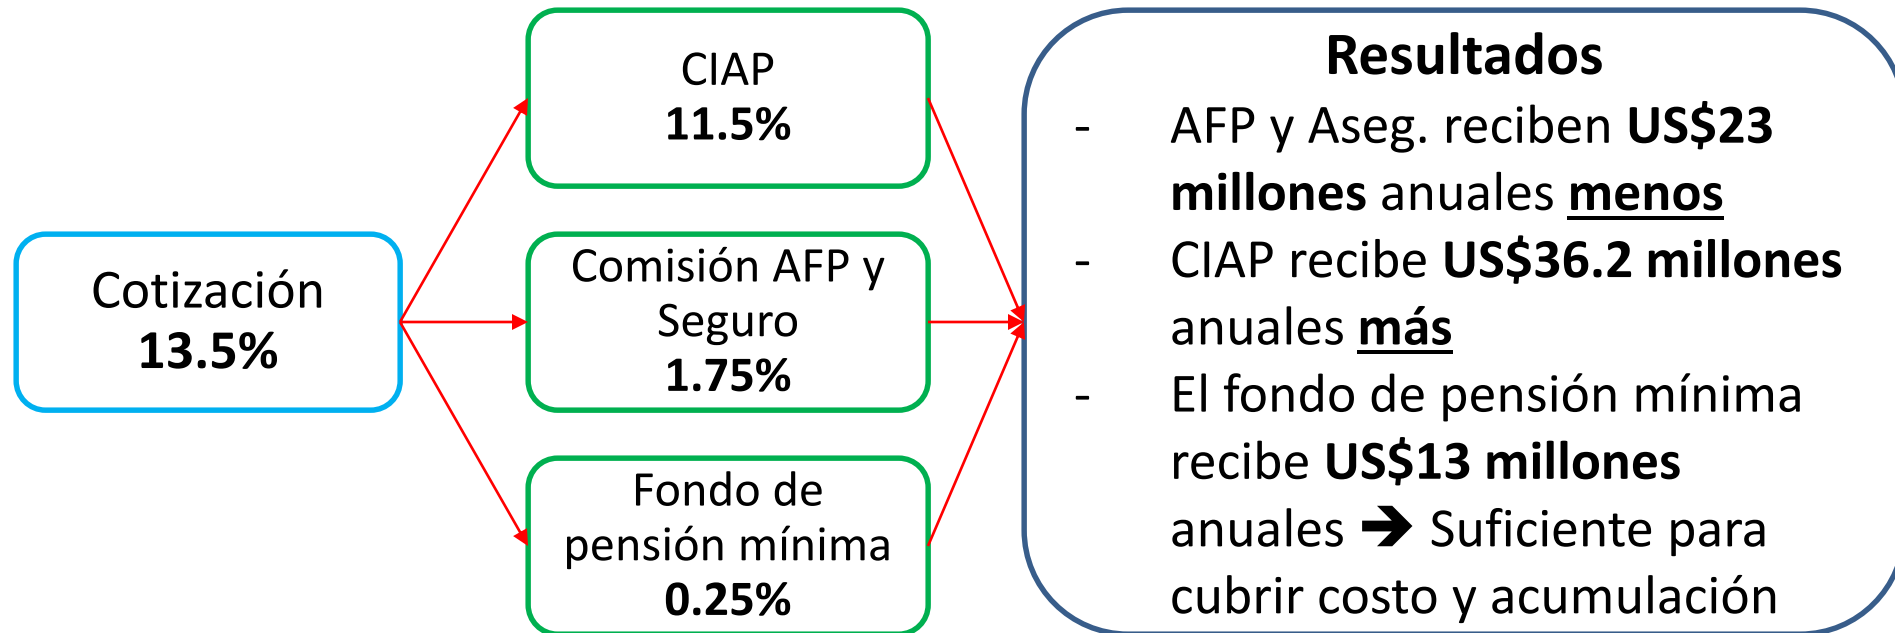 Cotización
13.5%
CIAP
11.5%
Comisión AFP y
Seguro
1.75%
Fondo de
pensión mínima
0.25%
Resultados
- AFP y Aseg. reciben US$23
millones anuales menos
- CIAP recibe US$36.2 millones
anuales más
- El fondo de pensión mínima
recibe US$13 millones
anuales ➔ Suficiente para
cubrir costo y acumulación